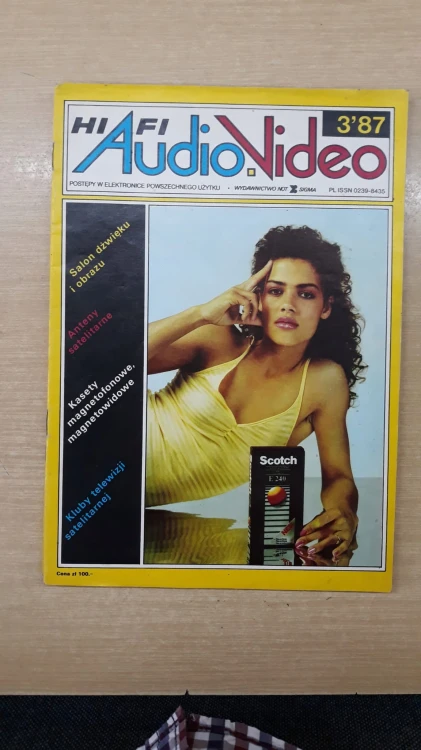 HI FI
Audio.Video
3'87
POSTĘPY W ELEKTRONICE POWSZECHNEGO UŻYTKU • WYDAWNICTWO NOT SIGMA PL ISSN 0239-8435
Salon dźwięku
i obrazu
Anteny
satelitarne
Kasety
magnetofonowe,
magnetowidowe
Kluby telewizji
satelitarnej
Scotch
E 240
Cena zł 100.-